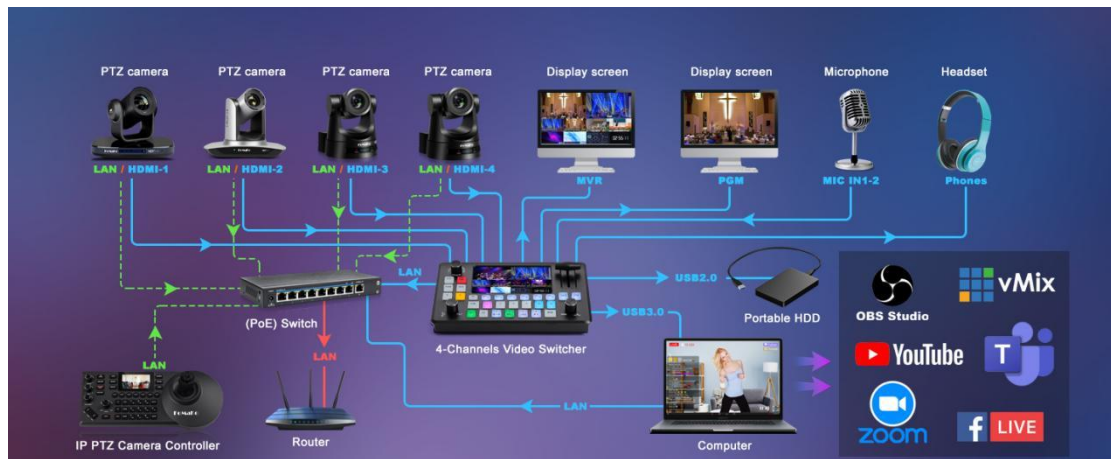 PTZ camera
PTZ camera
PTZ camera
PTZ camera
Display screen
Display screen
Microphone
Headset
LAN / HDMI-1
LAN / HDMI-2
LAN / HDMI-3
LAN / HDMI-4
MVR
PGM
MIC IN1-2
Phones
LAN
USB2.0
(PoE) Switch
USB3.0
Portable HDD
4-Channels Video Switcher
OBS Studio
vMix
YouTube
T
LAN
LAN
FoMaKo
LAN
IP PTZ Camera Controller
Router
Computer
zoom
f LIVE